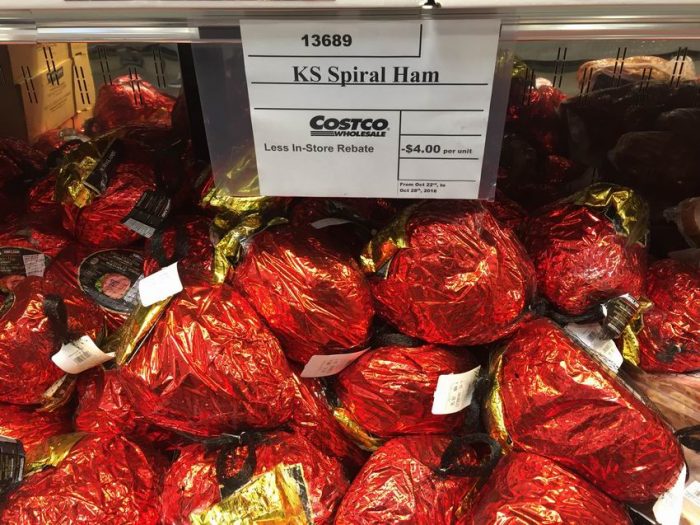 13689
KS Spiral Ham
COSTCO
WHOLESALE
Less In-Store Rebate
-$4.00 per unit
From Oct 22nd, to
Oct 28th, 2018